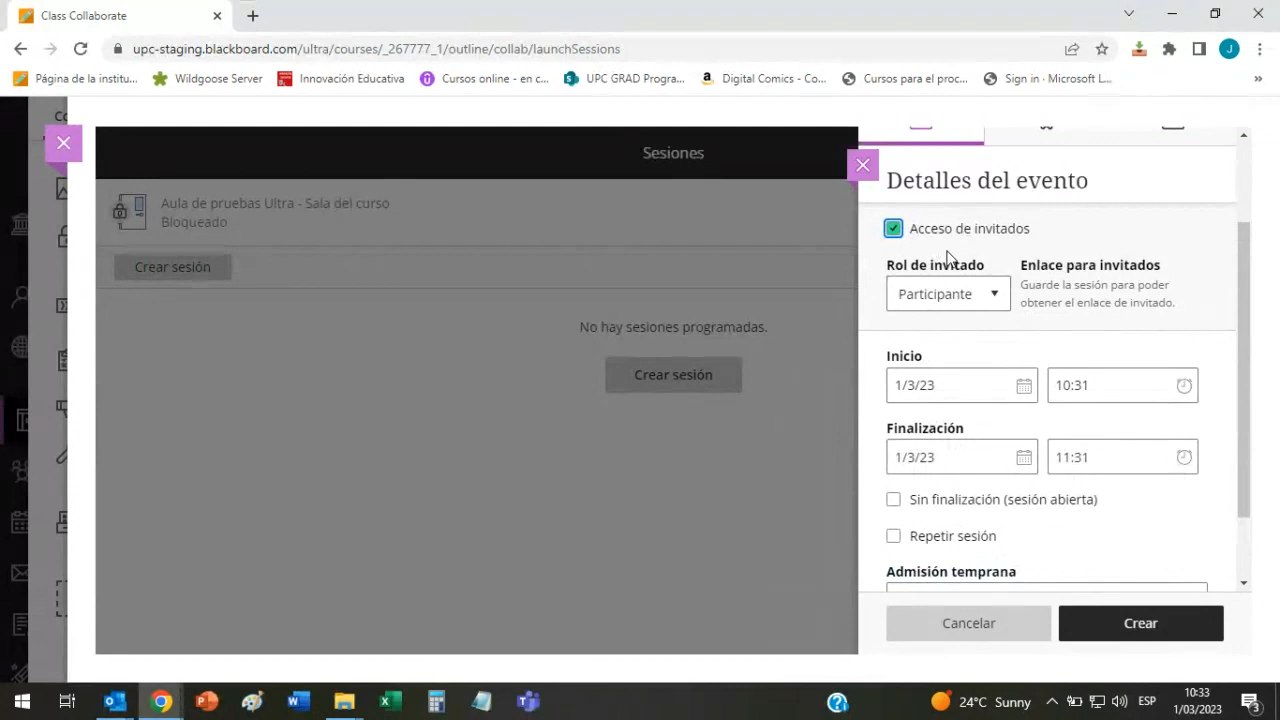 Class Collaborate
upc-staging.blackboard.com/ultra/courses/_267777_1/outline/collab/launchSessions
J
Página de la institu...
Wildgoose Server
Innovación Educativa
Cursos online - en c...
UPC GRAD Progra...
Digital Comics - Co...
Cursos para el proc...
Sign in · Microsoft L...
»
Co
Sesiones
Aula de pruebas Ultra - Sala del curso
Bloqueado
Crear sesión
No hay sesiones programadas.
Crear sesión
Detalles del evento
Acceso de invitados
Rol de invitado
Enlace para invitados
Participante
Guarde la sesión para poder
obtener el enlace de invitado.
Inicio
1/3/23
10:31
Finalización
1/3/23
11:31
Sin finalización (sesión abierta)
Repetir sesión
Admisión temprana
Cancelar
Crear
24°C Sunny
ESP
10:33
1/03/2023
3